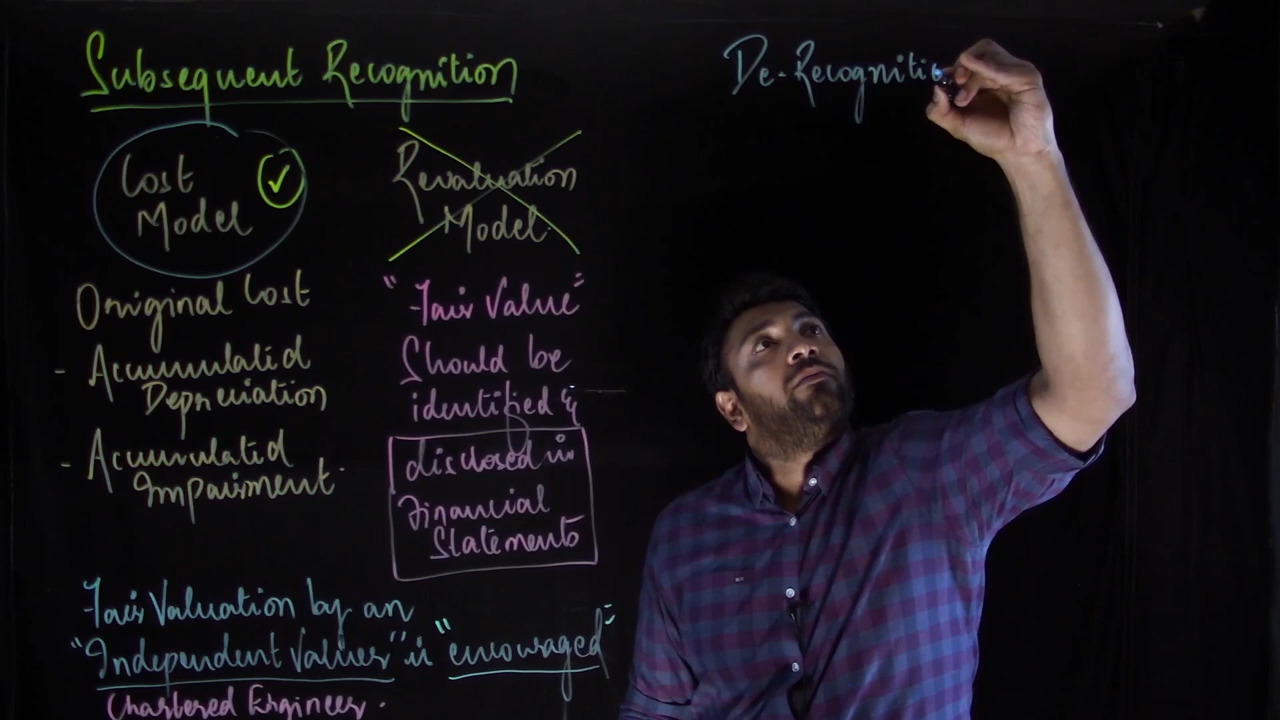 Subsequent Recognition
Cost
Model
✓
Original Cost
- Accumulated
Depreciation
- Accumulated
Impairment.
Revaluation
Model.
"Fair Value"
Should be
identified &
disclosed in
Financial
Statements
Fair Valuation by an
"Independent Valuer" is "encouraged"
Chartered Engineer.
De-Recognitio